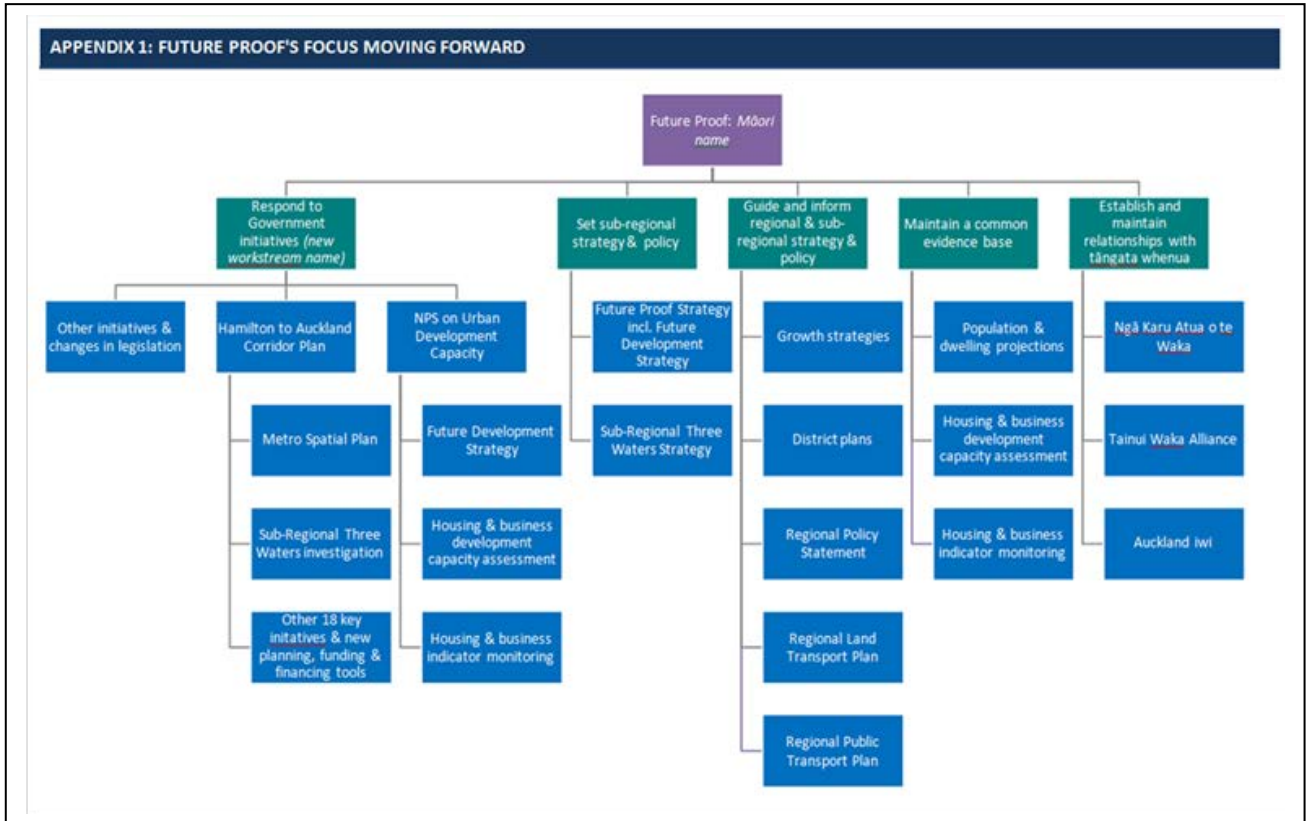 APPENDIX 1: FUTURE PROOF'S FOCUS MOVING FORWARD
Future Proof: Māori
name
Respond to
Government
initiatives (new
workstream name)
Set sub-regional
strategy & policy
Guide and inform
regional & sub-
regional strategy &
policy
Maintain a common
evidence base
Establish and
maintain
relationships with
tāngata whenua
Other initiatives &
changes in legislation
Hamilton to Auckland
Corridor Plan
NPS on Urban
Development
Capacity
Future Proof Strategy
incl. Future
Development
Strategy
Growth strategies
Population &
dwelling projections
Ngā Karu Atua o te
Waka
Metro Spatial Plan
Future Development
Strategy
Sub-Regional Three
Waters Strategy
District plans
Housing & business
development
capacity assessment
Tainui Waka Alliance
Sub-Regional Three
Waters investigation
Housing & business
development
capacity assessment
Regional Policy
Statement
Housing & business
indicator monitoring
Auckland iwi
Other 18 key
initatives & new
planning, funding &
financing tools
Housing & business
indicator monitoring
Regional Land
Transport Plan
Regional Public
Transport Plan